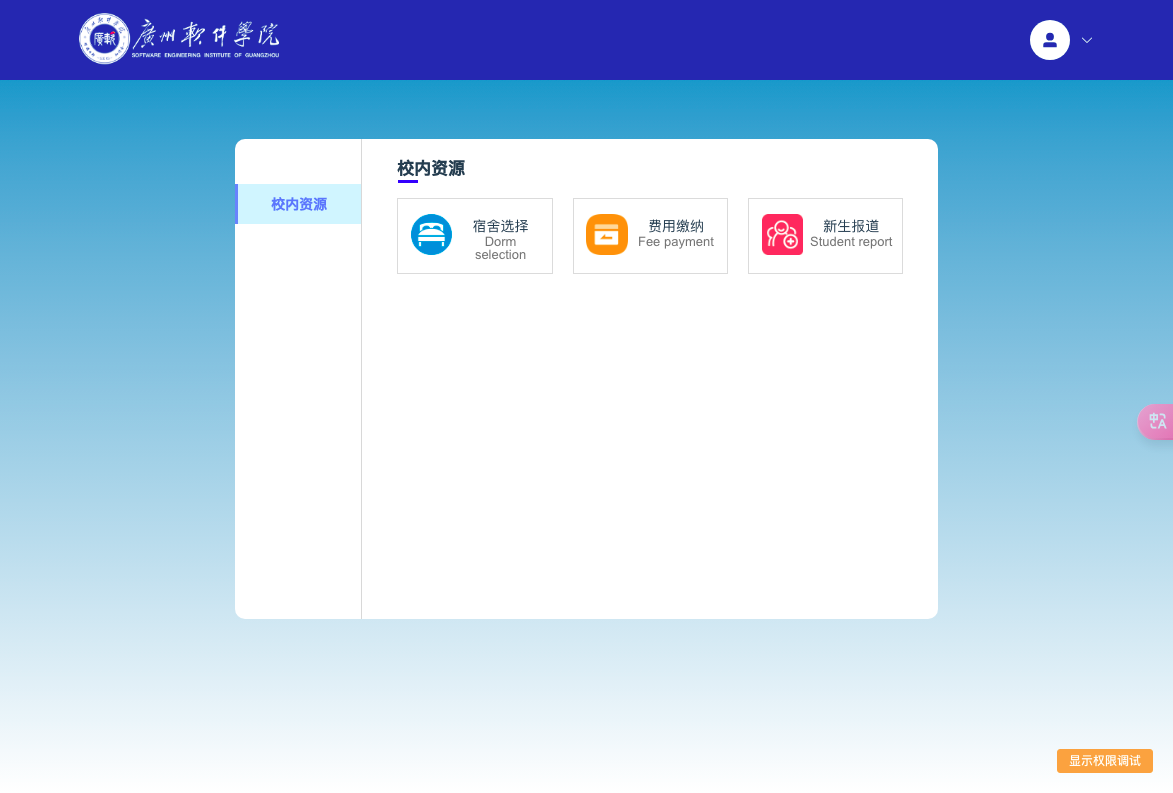 廣州軟件學院
SOFTWARE ENGINEERING INSTITUTE OF GUANGZHOU
校内资源
校内资源
宿舍选择
Dorm
selection
费用缴纳
Fee payment
新生报道
Student report
显示权限调试